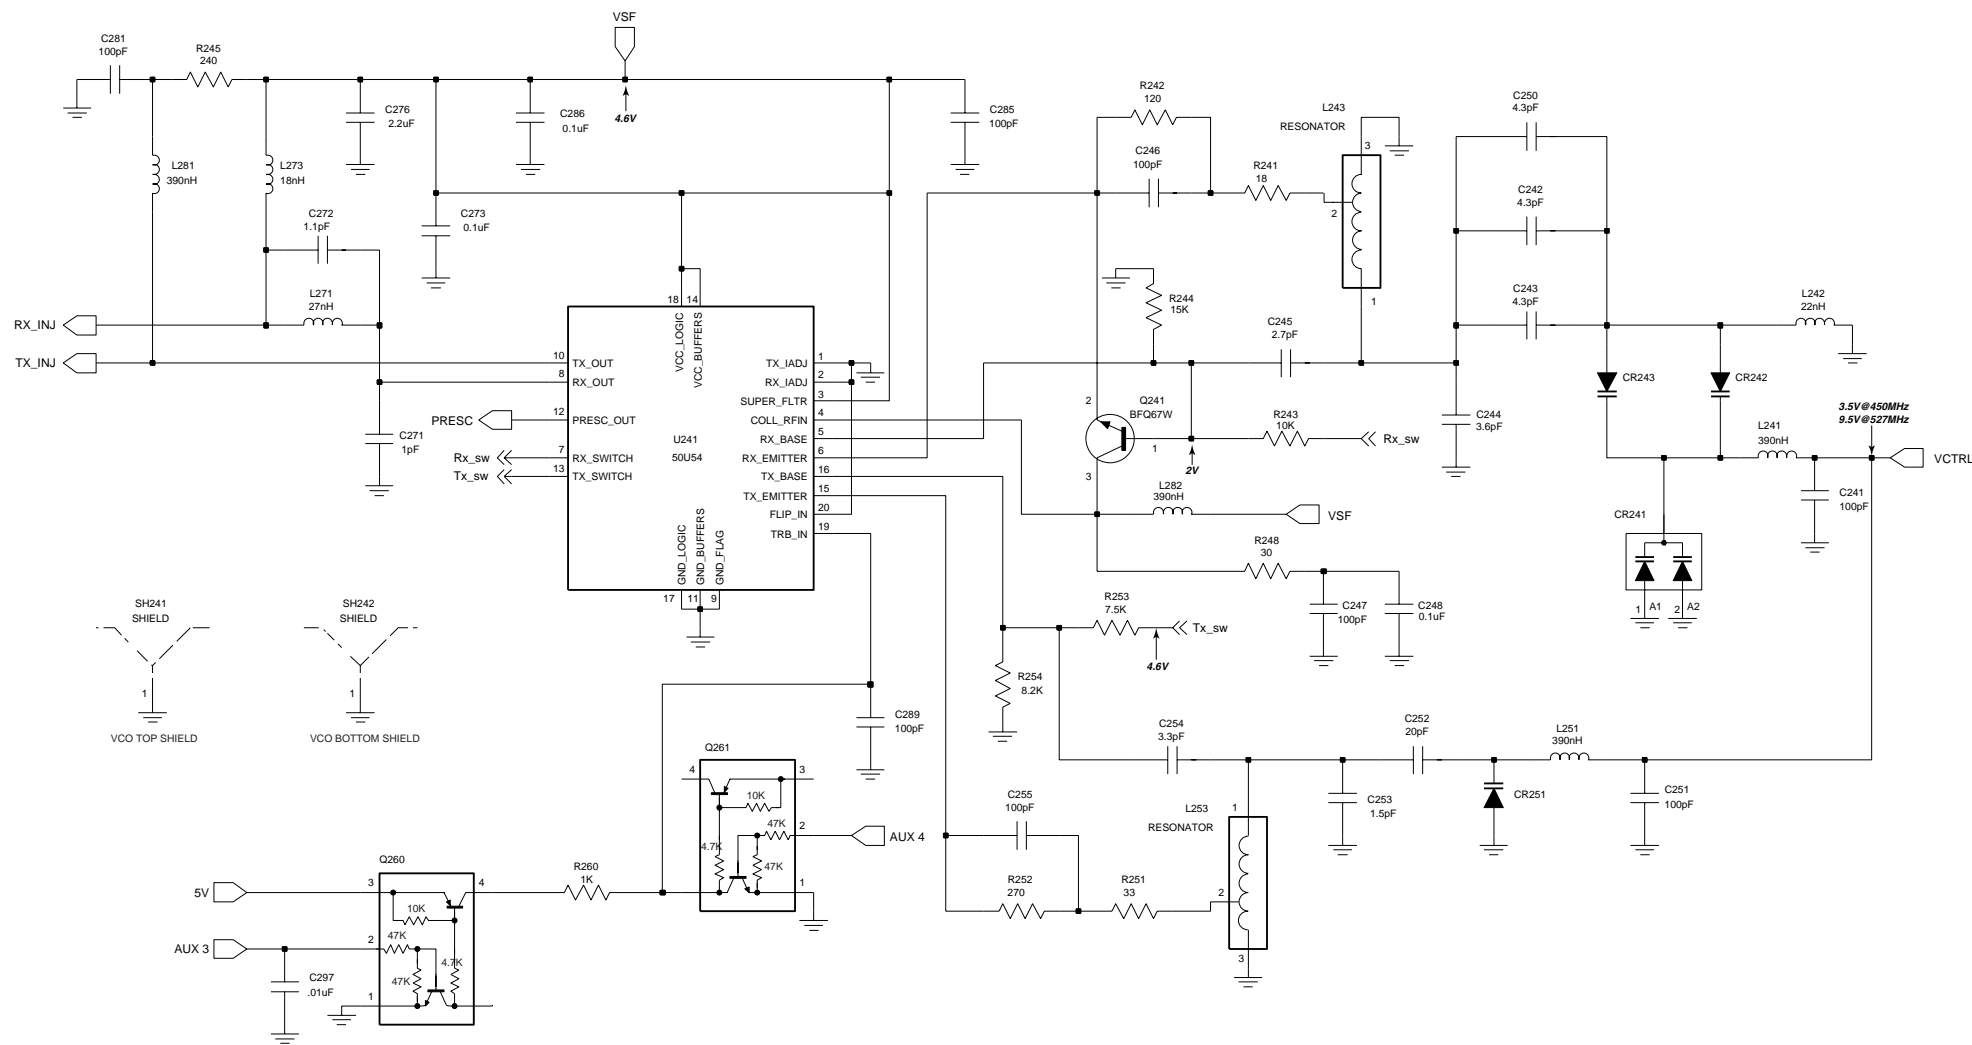 VSF
C281
100pF
R245
240
C276
2.2uF
C286
0.1uF
4.6V
C285
100pF
R242
120
L243
RESONATOR
3
2
1
C250
4.3pF
C246
100pF
R241
18
C242
4.3pF
L281
390nH
L273
18nH
C272
1.1pF
C273
0.1uF
R244
15K
C245
2.7pF
C243
4.3pF
L242
22nH
L271
27nH
RX_INJ
TX_INJ
18
14
VCC_LOGIC
VCC_BUFFERS
10
TX_OUT
8
RX_OUT
PRESC
12
PRESC_OUT
Rx_sw
7
RX_SWITCH
Tx_sw
13
TX_SWITCH
U241
50U54
TX_IADJ
1
RX_IADJ
2
SUPER_FLTR
3
COLL_RFIN
4
RX_BASE
5
RX_EMITTER
6
TX_BASE
16
TX_EMITTER
15
FLIP_IN
20
TRB_IN
19
GND_LOGIC
GND_BUFFERS
GND_FLAG
17
11
9
C271
1pF
2
Q241
BFQ67W
1
3
R243
10K
Rx_sw
2V
C244
3.6pF
CR243
CR242
3.5V@450MHz
9.5V@527MHz
L241
390nH
VCTRL
C241
100pF
CR241
1
A1
2
A2
L282
390nH
VSF
R248
30
C247
100pF
C248
0.1uF
R253
7.5K
Tx_sw
4.6V
R254
8.2K
SH241
SHIELD
1
VCO TOP SHIELD
SH242
SHIELD
1
VCO BOTTOM SHIELD
C289
100pF
C254
3.3pF
C252
20pF
L251
390nH
C253
1.5pF
CR251
C251
100pF
Q261
4
3
10K
47K
2
AUX 4
4.7K
47K
1
C255
100pF
L253
RESONATOR
1
2
3
R252
270
R251
33
Q260
5V
3
4
10K
R260
1K
AUX 3
2
47K
47K
4.7K
1
C297
.01uF